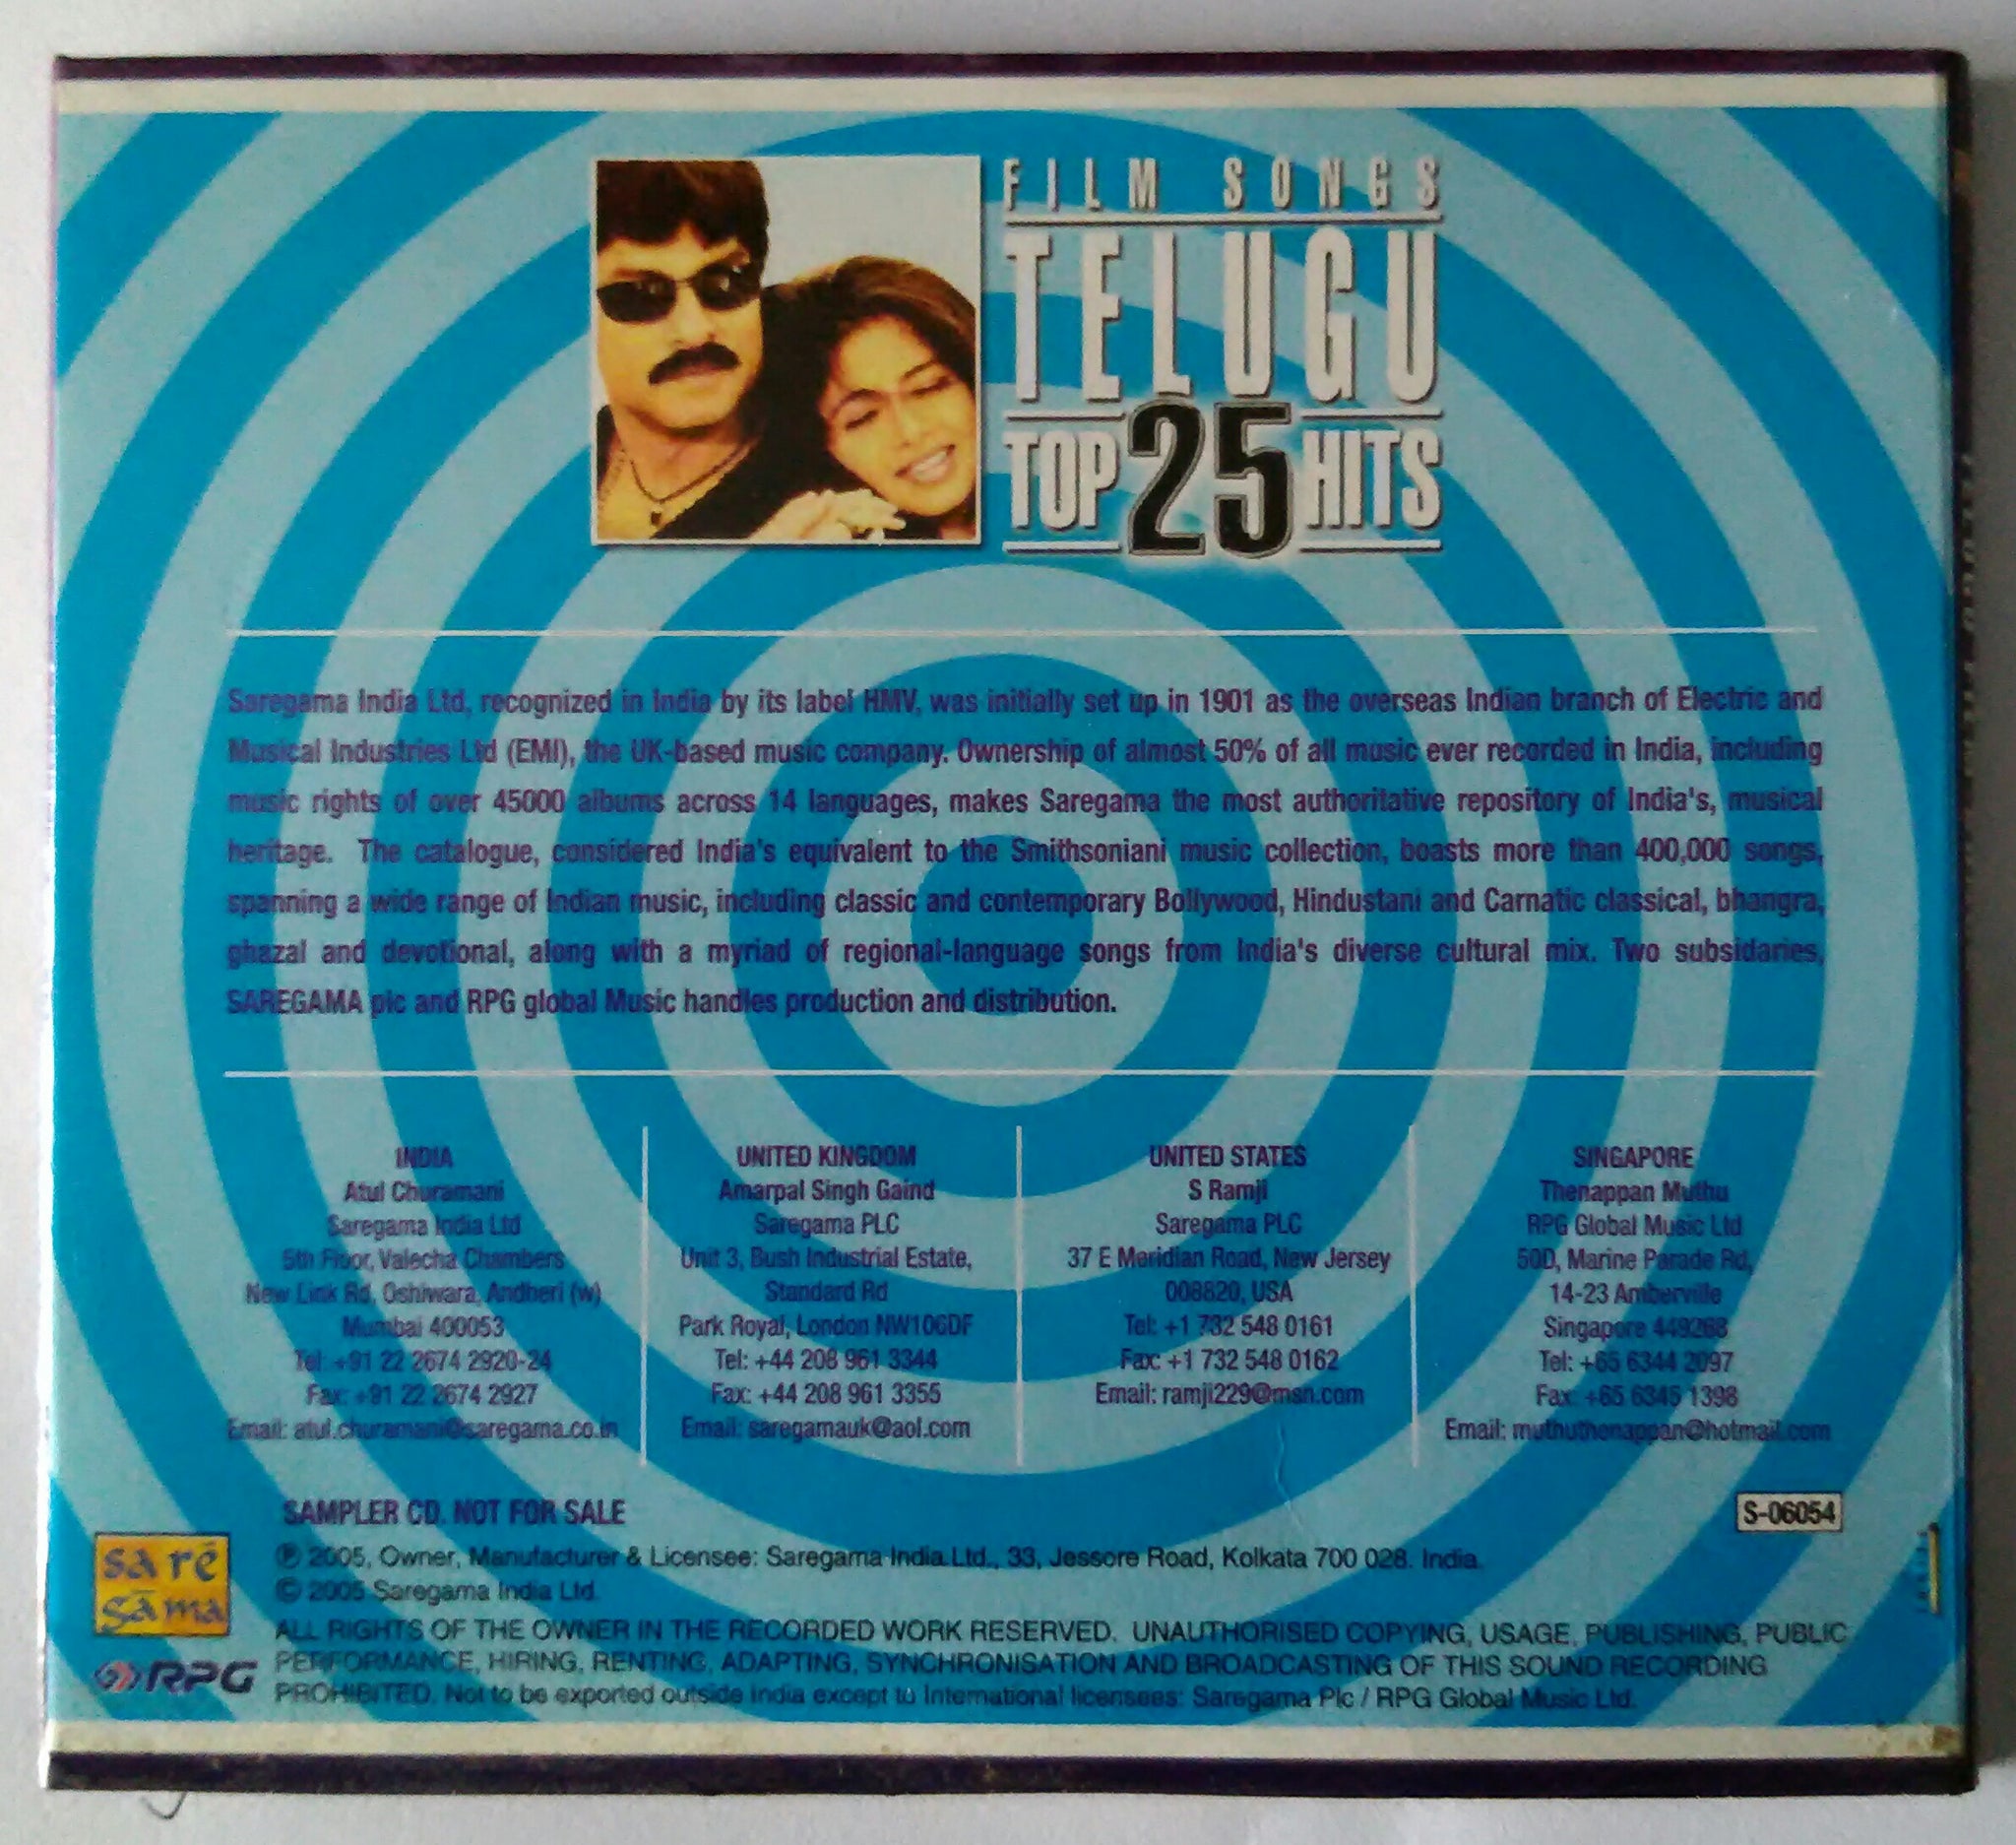 FILM SONGS
TELUGU
TOP 25 HITS
Saregama India Ltd, recognized in India by its label HMV, was initially set up in 1901 as the overseas Indian branch of Electric and
Musical Industries Ltd (EMI), the UK-based music company. Ownership of almost 50% of all music ever recorded in India, including
music rights of over 45000 albums across 14 languages, makes Saregama the most authoritative repository of India's, musical
heritage. The catalogue, considered India's equivalent to the Smithsoniani music collection, boasts more than 400,000 songs,
spanning a wide range of Indian music, including classic and contemporary Bollywood, Hindustani and Carnatic classical, bhangra,
ghazal and devotional, along with a myriad of regional-language songs from India's diverse cultural mix. Two subsidaries,
SAREGAMA plc and RPG global Music handles production and distribution.
INDIA
Atul Churamani
Saregama India Ltd
5th Floor, Valecha Chambers
New Link Rd, Oshiwara, Andheri (w)
Mumbai 400053
Tel: +91 22 2674 2920-24
Fax: +91 22 2674 2927
Email: atul.churamani@saregama.co.in
UNITED KINGDOM
Amarpal Singh Gaind
Saregama PLC
Unit 3, Bush Industrial Estate,
Standard Rd
Park Royal, London NW106DF
Tel: +44 208 961 3344
Fax: +44 208 961 3355
Email: saregamauk@aol.com
UNITED STATES
S Ramji
Saregama PLC
37 E Meridian Road, New Jersey
008820, USA
Tel: +1 732 548 0161
Fax: +1 732 548 0162
Email: ramji229@msn.com
SINGAPORE
Thenappan Muthu
RPG Global Music Ltd
50D, Marine Parade Rd,
14-23 Amberville
Singapore 449268
Tel: +65 6344 2097
Fax: +65 6345 1398
Email: muthuthenappan@hotmail.com
SAMPLER CD. NOT FOR SALE
S-06054
℗ 2005, Owner, Manufacturer & Licensee: Saregama India Ltd., 33, Jessore Road, Kolkata 700 028. India.
© 2005 Saregama India Ltd.
ALL RIGHTS OF THE OWNER IN THE RECORDED WORK RESERVED. UNAUTHORISED COPYING, USAGE, PUBLISHING, PUBLIC
PERFORMANCE, HIRING, RENTING, ADAPTING, SYNCHRONISATION AND BROADCASTING OF THIS SOUND RECORDING
PROHIBITED. Not to be exported outside India except to International licensees: Saregama Plc / RPG Global Music Ltd.
sa rē
gā ma
RPG